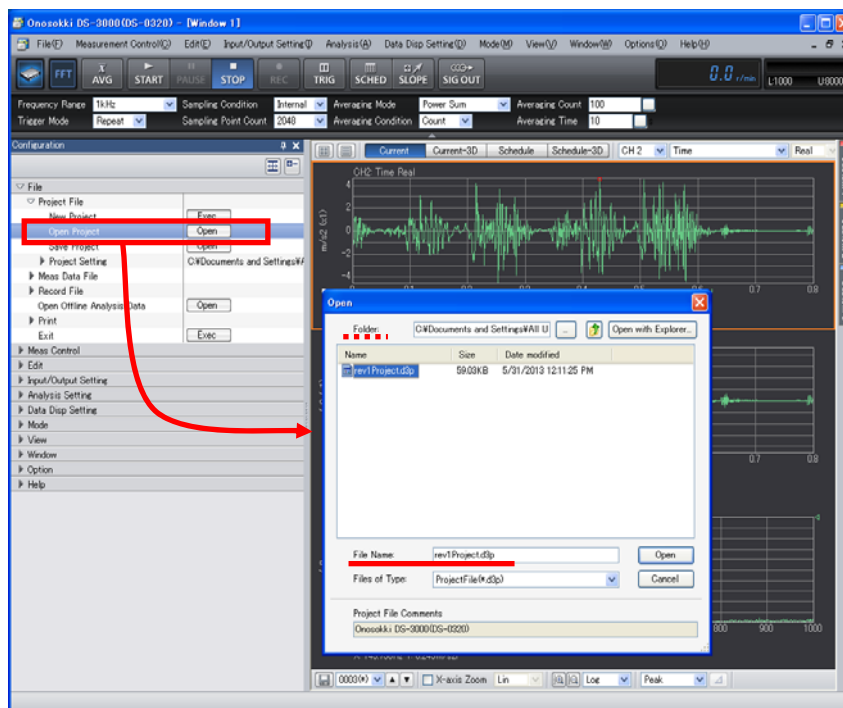 Onosokki DS-3000(DS-0320) - [Window 1]
File(F) Measurement Control(C) Edit(E) Input/Output Setting(I) Analysis(A) Data Disp Setting(D) Mode(M) View(V) Window(W) Options(O) Help(H)
FFT AVG START PAUSE STOP REC TRIG SCHED SLOPE SIG OUT 0.0 r/min L1000 U8000
Frequency Range 1kHz Sampling Condition Internal Averaging Mode Power Sum Averaging Count 100
Trigger Mode Repeat Sampling Point Count 2048 Averaging Condition Count Averaging Time 10
Configuration
Current Current-3D Schedule Schedule-3D CH 2 Time Real
CH2 Time Real
File
Project File
New Project Exec
Open Project Open
Save Project Open
Project Setting C:¥Documents and Settings¥A
Meas Data File
Record File
Open Offline Analysis Data Open
Print
Exit Exec
Meas Control
Edit
Input/Output Setting
Analysis Setting
Data Disp Setting
Mode
View
Window
Option
Help
m/s2 (x1)
4
2
0
-2
-4
0.7 0.8
Open
Folder: C:¥Documents and Settings¥All U ... Open with Explorer...
Name Size Date modified
rev1Project.d3p 59.03KB 5/31/2013 12:11:25 PM
File Name: rev1Project.d3p Open
Files of Type: ProjectFile(*.d3p) Cancel
Project File Comments
Onosokki DS-3000(DS-0320)
0.7 0.8
800 900 1000
0003(*) X-axis Zoom Lin Log Peak